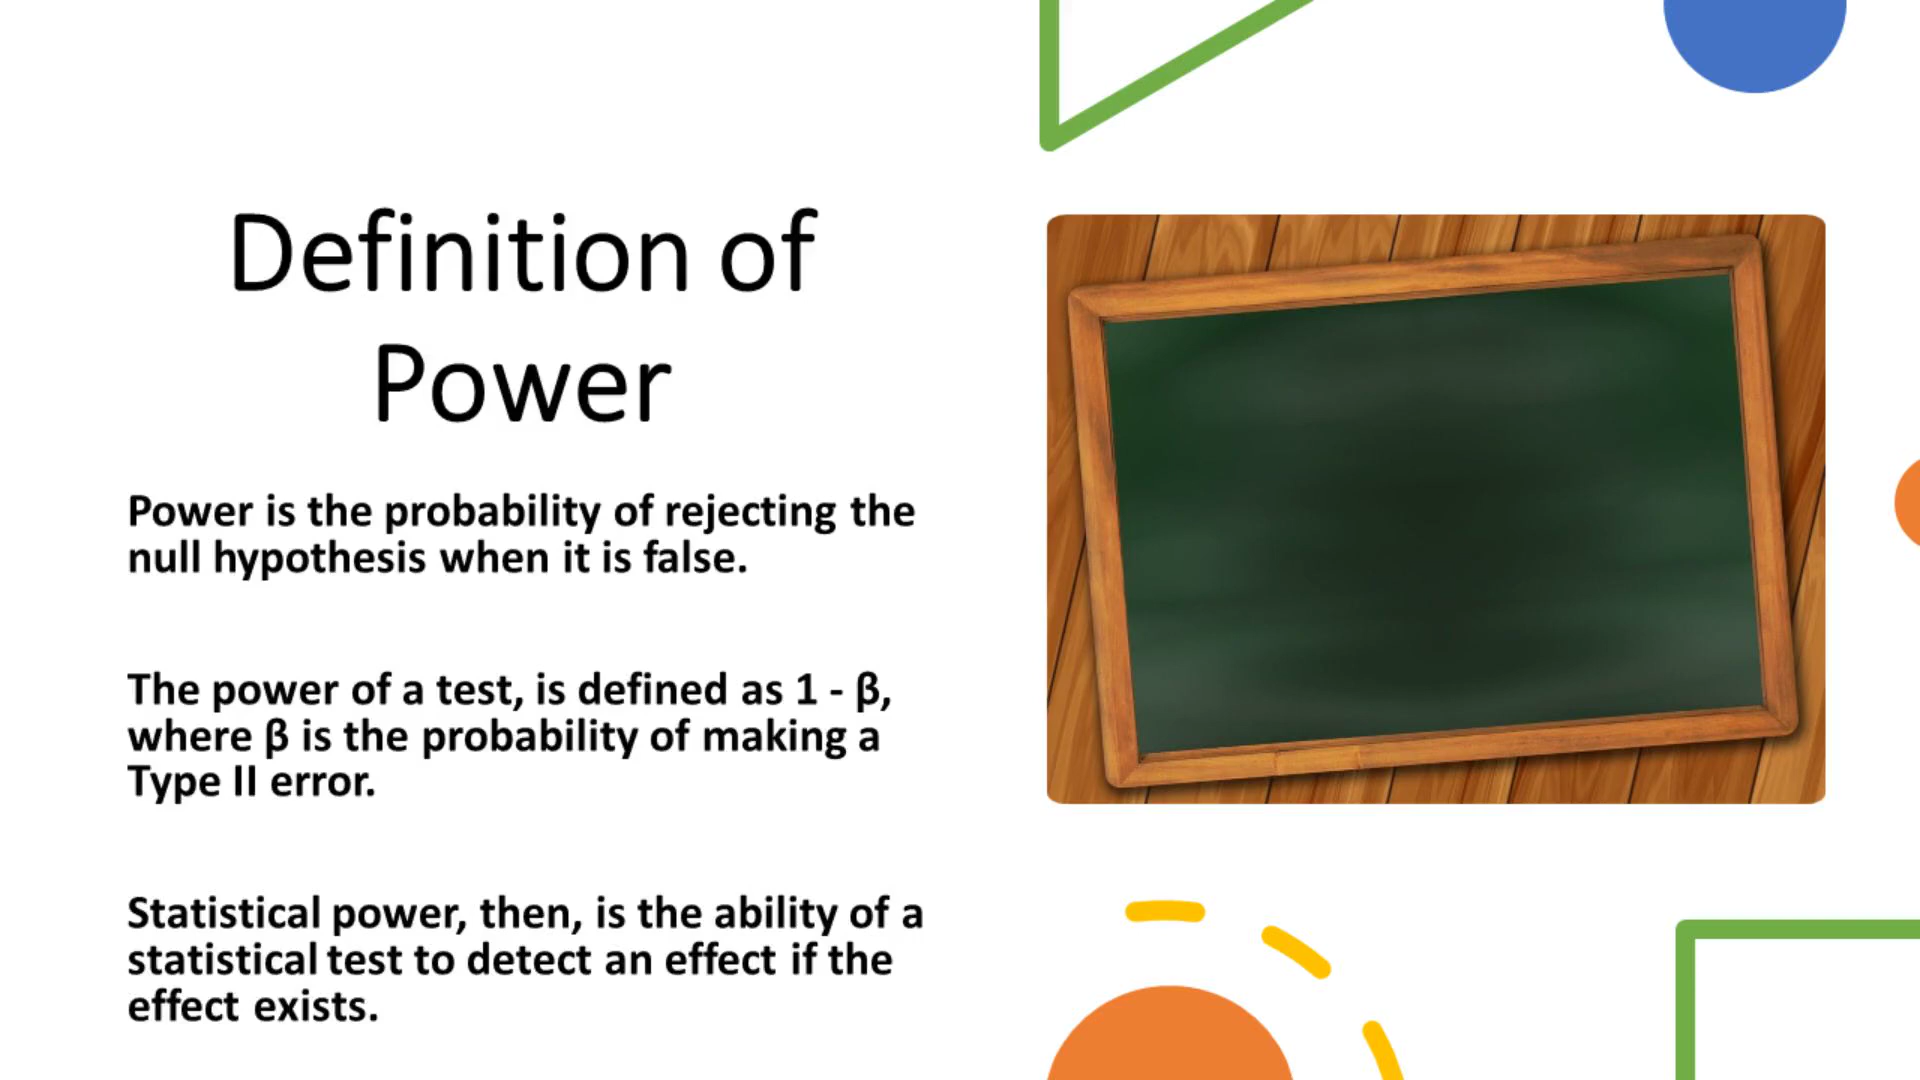 Definition of
Power
Power is the probability of rejecting the
null hypothesis when it is false.
The power of a test, is defined as 1 - β,
where β is the probability of making a
Type II error.
Statistical power, then, is the ability of a
statistical test to detect an effect if the
effect exists.